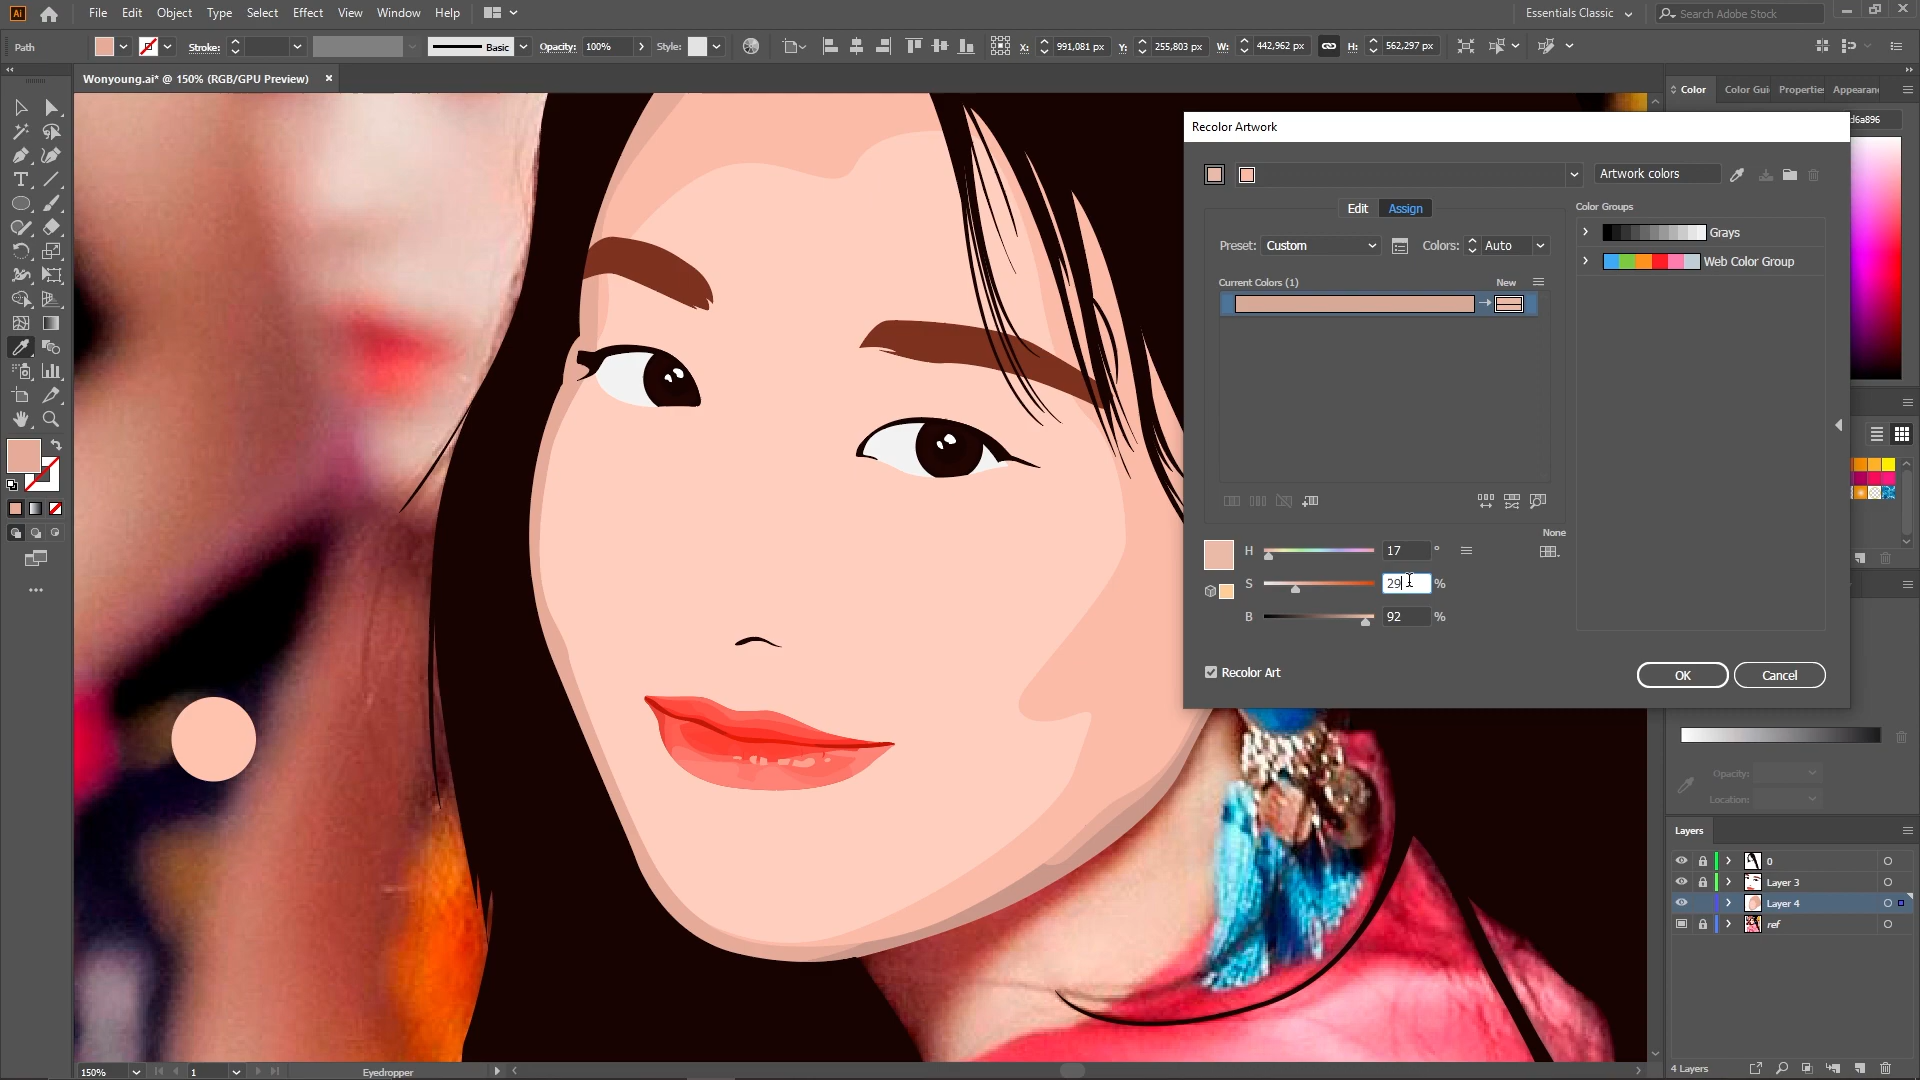 Ai File Edit Object Type Select Effect View Window Help Essentials Classic Search Adobe Stock
Path Stroke: Basic Opacity: 100% Style: X: 991,081 px Y: 255,803 px W: 442,962 px H: 562,297 px
Wonyoung.ai* @ 150% (RGB/GPU Preview) ×
Color Color Gui Properties Appearan
d6a896
Recolor Artwork
Artwork colors
Edit Assign
Color Groups
Preset: Custom Colors: Auto
Grays
Web Color Group
Current Colors (1) New
None
H 17 °
S 29 %
B 92 %
Recolor Art
OK Cancel
Opacity:
Location:
Layers
0
Layer 3
Layer 4
ref
4 Layers
150% 1 Eyedropper